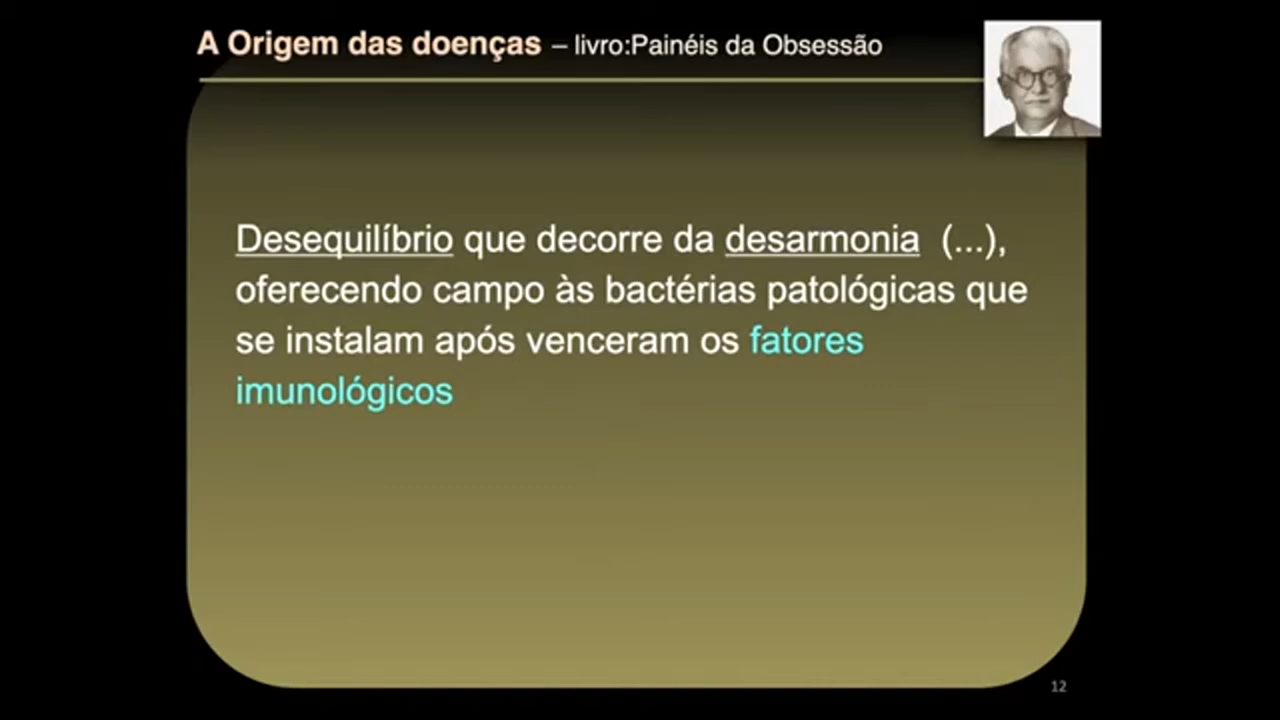 A Origem das doenças – livro:Painéis da Obsessão
Desequilíbrio que decorre da desarmonia (...),
oferecendo campo às bactérias patológicas que
se instalam após venceram os fatores
imunológicos
12